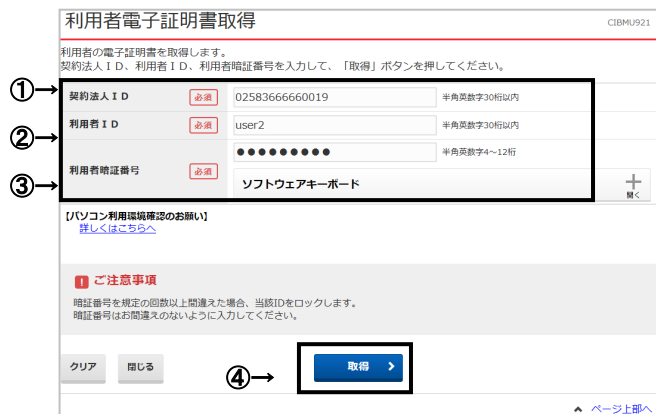 利用者電子証明書取得
CIBMU921
利用者の電子証明書を取得します。
契約法人ＩＤ、利用者ＩＤ、利用者暗証番号を入力して、「取得」ボタンを押してください。
①→
契約法人ＩＤ 必須 02583666660019 半角英数字30桁以内
②→
利用者ＩＤ 必須 user2 半角英数字30桁以内
③→
利用者暗証番号 必須 ●●●●●●●●● 半角英数字4～12桁
ソフトウェアキーボード
開く
【パソコン利用環境確認のお願い】
詳しくはこちらへ
! ご注意事項
暗証番号を規定の回数以上間違えた場合、当該IDをロックします。
暗証番号はお間違えのないように入力してください。
クリア 閉じる ④→ 取得
ページ上部へ